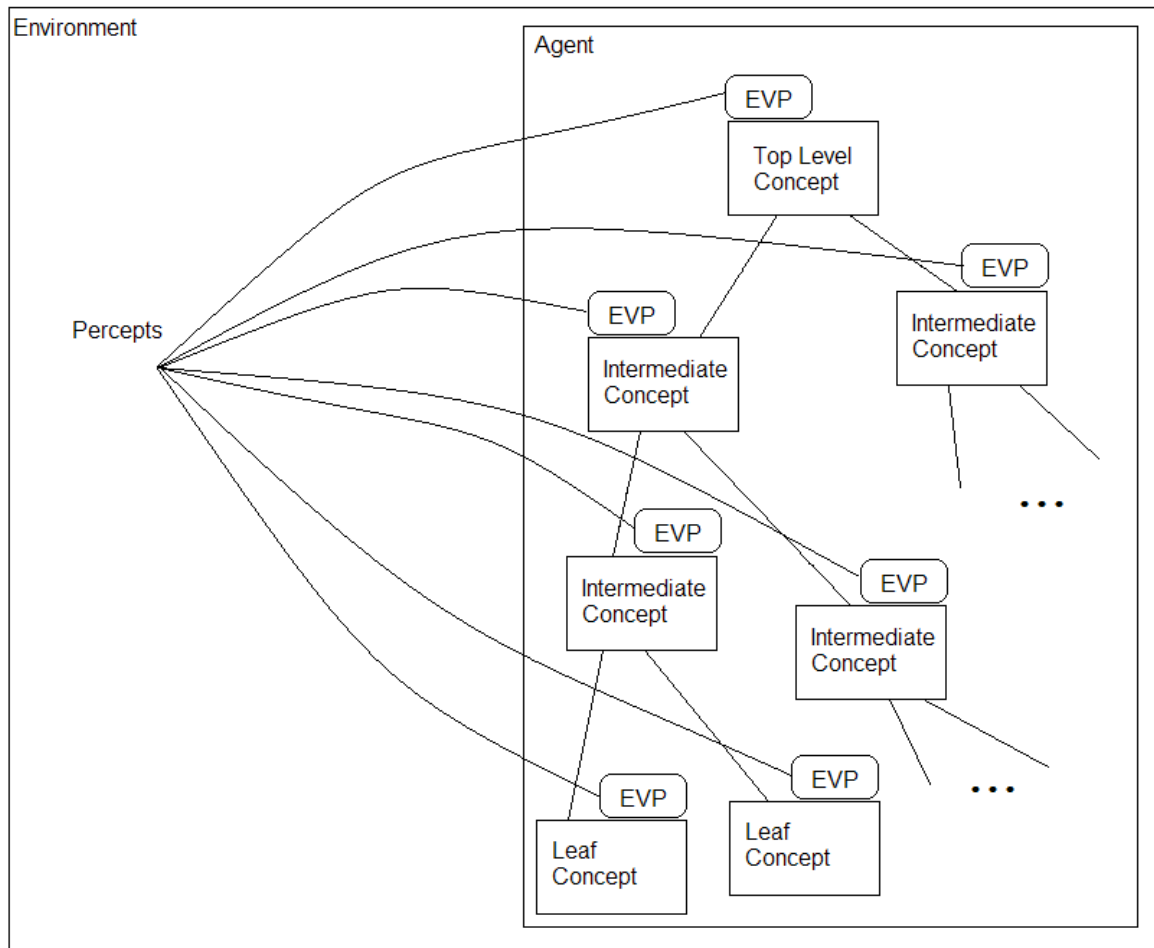 Environment
Agent
EVP
Top Level
Concept
EVP
EVP
Intermediate
Concept
Percepts
Intermediate
Concept
EVP
EVP
Intermediate
Concept
Intermediate
Concept
EVP
EVP
Leaf
Concept
Leaf
Concept